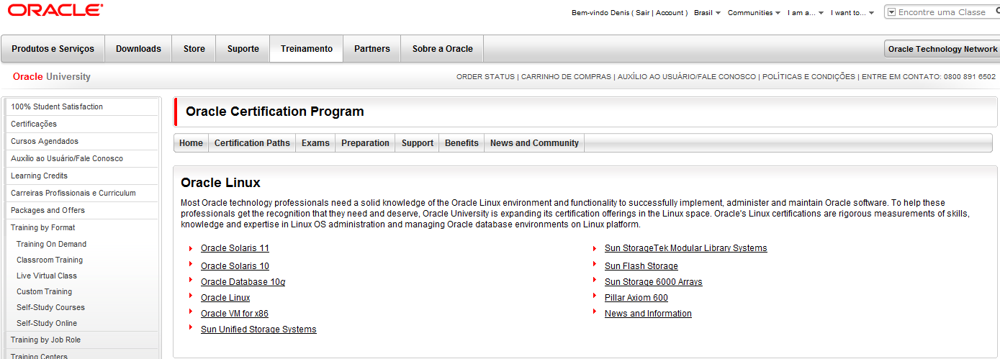 ORACLE
Bem-vindo Denis ( Sair | Account ) Brasil Communities I am a... I want to... Encontre uma Classe
Produtos e Serviços Downloads Store Suporte Treinamento Partners Sobre a Oracle Oracle Technology Network
Oracle University ORDER STATUS | CARRINHO DE COMPRAS | AUXÍLIO AO USUÁRIO/FALE CONOSCO | POLÍTICAS E CONDIÇÕES | ENTRE EM CONTATO: 0800 891 6502
100% Student Satisfaction
Certificações
Cursos Agendados
Auxílio ao Usuário/Fale Conosco
Learning Credits
Carreiras Profissionais e Curriculum
Packages and Offers
Training by Format
Training On Demand
Classroom Training
Live Virtual Class
Custom Training
Self-Study Courses
Self-Study Online
Training by Job Role
Training Centers
Oracle Certification Program
Home Certification Paths Exams Preparation Support Benefits News and Community
Oracle Linux
Most Oracle technology professionals need a solid knowledge of the Oracle Linux environment and functionality to successfully implement, administer and maintain Oracle software. To help these
professionals get the recognition that they need and deserve, Oracle University is expanding its certification offerings in the Linux space. Oracle's Linux certifications are rigorous measurements of skills,
knowledge and expertise in Linux OS administration and managing Oracle database environments on Linux platform.
Oracle Solaris 11
Oracle Solaris 10
Oracle Database 10g
Oracle Linux
Oracle VM for x86
Sun Unified Storage Systems
Sun StorageTek Modular Library Systems
Sun Flash Storage
Sun Storage 6000 Arrays
Pillar Axiom 600
News and Information